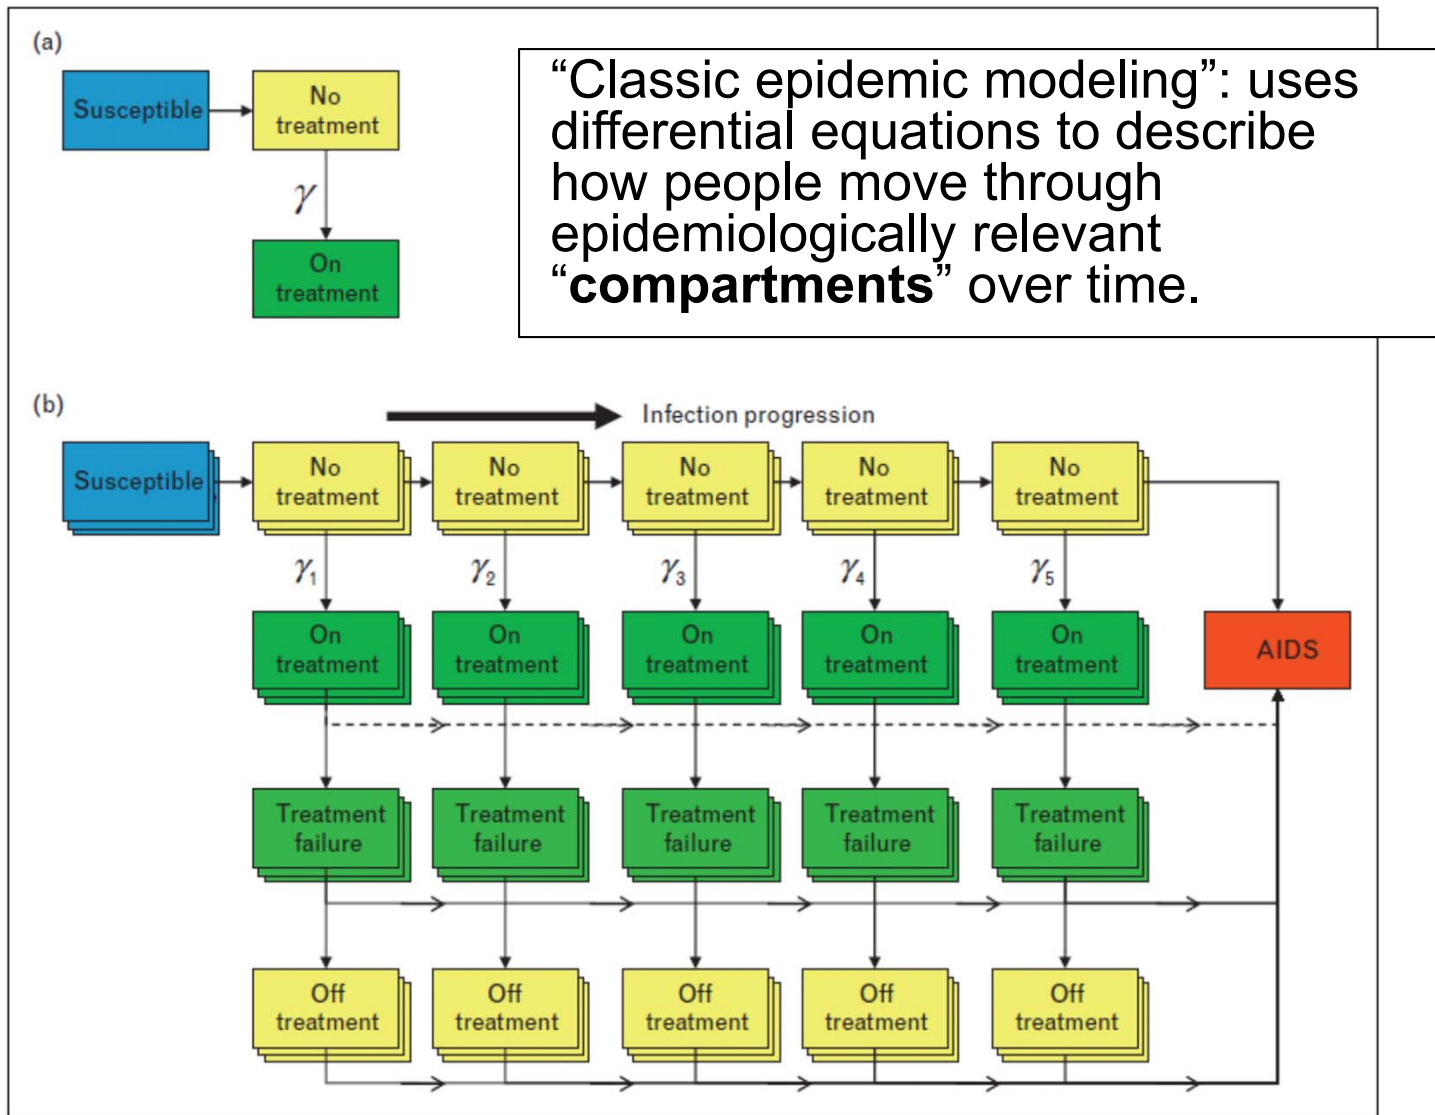 (a)
Susceptible
No
treatment
γ
On
treatment
“Classic epidemic modeling”: uses
differential equations to describe
how people move through
epidemiologically relevant
“compartments” over time.
(b)
Infection progression
Susceptible
No
treatment
No
treatment
No
treatment
No
treatment
No
treatment
γ1
γ2
γ3
γ4
γ5
On
treatment
On
treatment
On
treatment
On
treatment
On
treatment
AIDS
Treatment
failure
Treatment
failure
Treatment
failure
Treatment
failure
Treatment
failure
Off
treatment
Off
treatment
Off
treatment
Off
treatment
Off
treatment